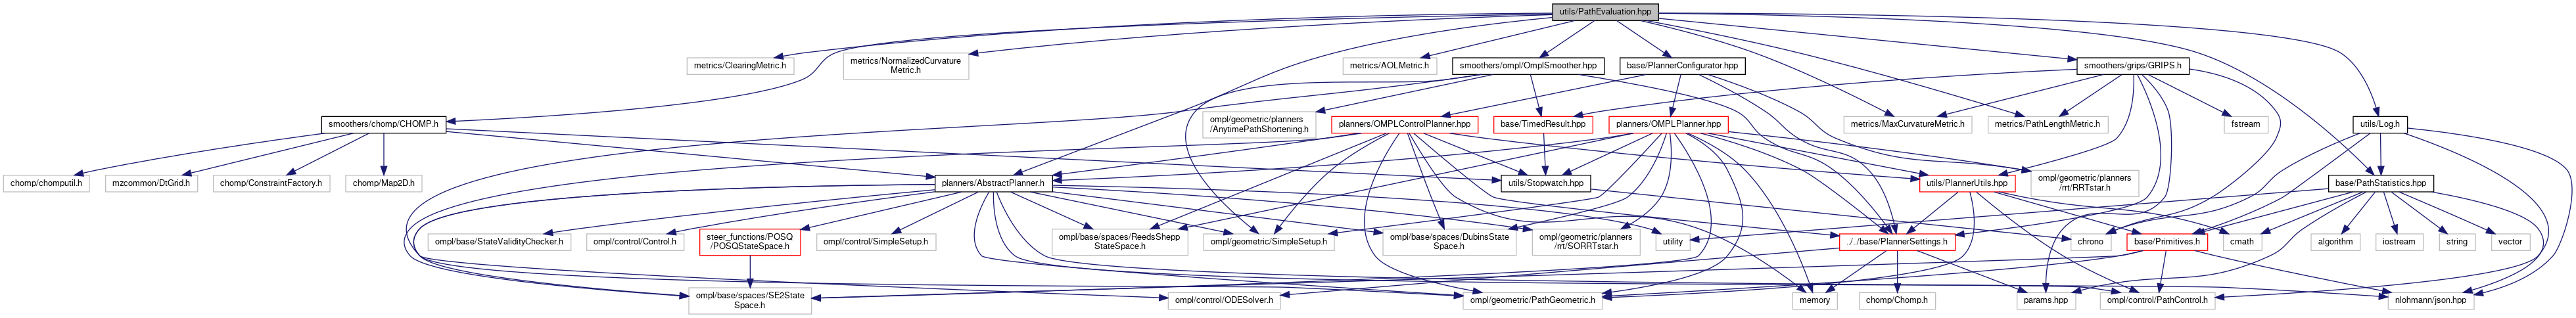 utils/PathEvaluation.hpp
metrics/ClearingMetric.h
metrics/NormalizedCurvature
Metric.h
metrics/AOLMetric.h
smoothers/ompl/OmplSmoother.hpp
base/PlannerConfigurator.hpp
smoothers/grips/GRIPS.h
smoothers/chomp/CHOMP.h
ompl/geometric/planners
/AnytimePathShortening.h
planners/OMPLControlPlanner.hpp
base/TimedResult.hpp
planners/OMPLPlanner.hpp
metrics/MaxCurvatureMetric.h
metrics/PathLengthMetric.h
fstream
utils/Log.h
chomp/chomputil.h
mzcommon/DtGrid.h
chomp/ConstraintFactory.h
chomp/Map2D.h
planners/AbstractPlanner.h
utils/Stopwatch.hpp
utils/PlannerUtils.hpp
ompl/geometric/planners
/rrt/RRTstar.h
base/PathStatistics.hpp
ompl/base/StateValidityChecker.h
ompl/control/Control.h
steer_functions/POSQ
/POSQStateSpace.h
ompl/control/SimpleSetup.h
ompl/base/spaces/ReedsShepp
StateSpace.h
ompl/geometric/SimpleSetup.h
ompl/base/spaces/DubinsState
Space.h
ompl/geometric/planners
/rrt/SORRTstar.h
utility
../../base/PlannerSettings.h
chrono
base/Primitives.h
cmath
algorithm
iostream
string
vector
ompl/base/spaces/SE2State
Space.h
ompl/control/ODESolver.h
ompl/geometric/PathGeometric.h
memory
chomp/Chomp.h
params.hpp
ompl/control/PathControl.h
nlohmann/json.hpp